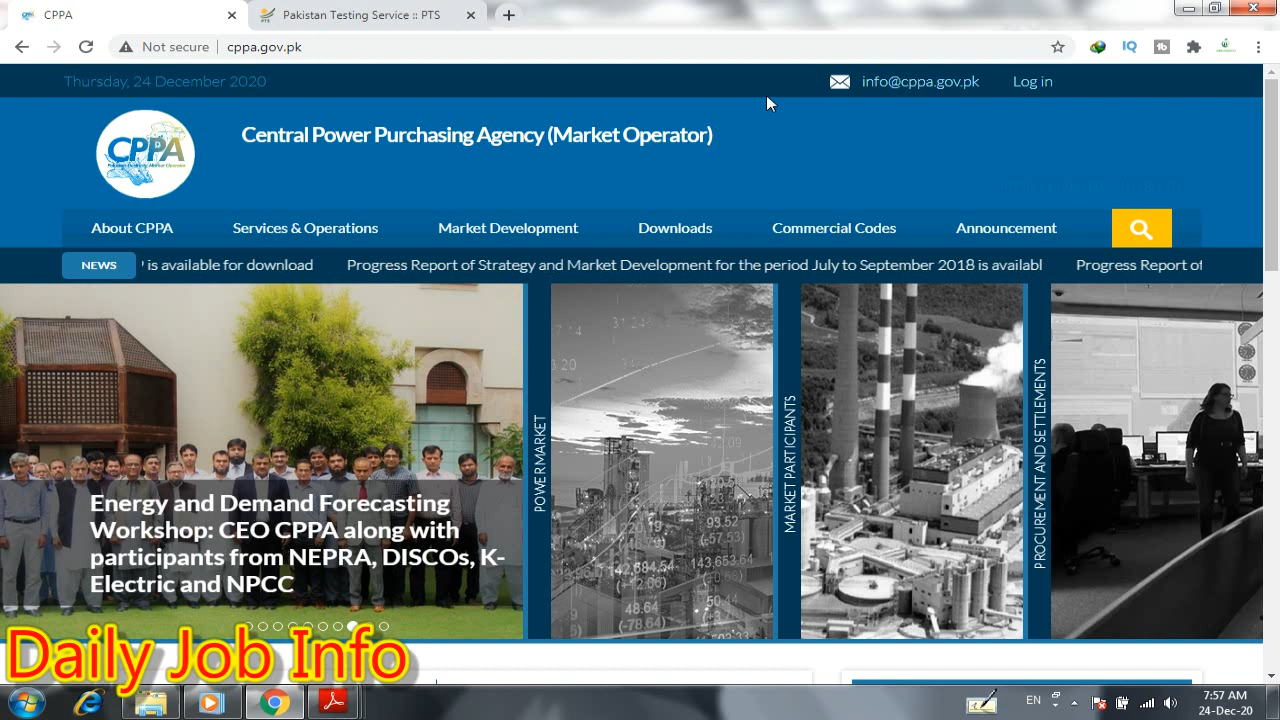 CPPA
Pakistan Testing Service :: PTS
Not secure
cppa.gov.pk
Thursday, 24 December 2020
info@cppa.gov.pk
Log in
CPPA
Central Power Purchasing Agency (Market Operator)
About CPPA
Services & Operations
Market Development
Downloads
Commercial Codes
Announcement
NEWS
is available for download
Progress Report of Strategy and Market Development for the period July to September 2018 is availabl
Progress Report of
Energy and Demand Forecasting
Workshop: CEO CPPA along with
participants from NEPRA, DISCOs, K-
Electric and NPCC
POWER MARKET
MARKET PARTICIPANTS
PROCUREMENT AND SETTLEMENTS
Daily Job Info
EN
7:57 AM
24-Dec-20